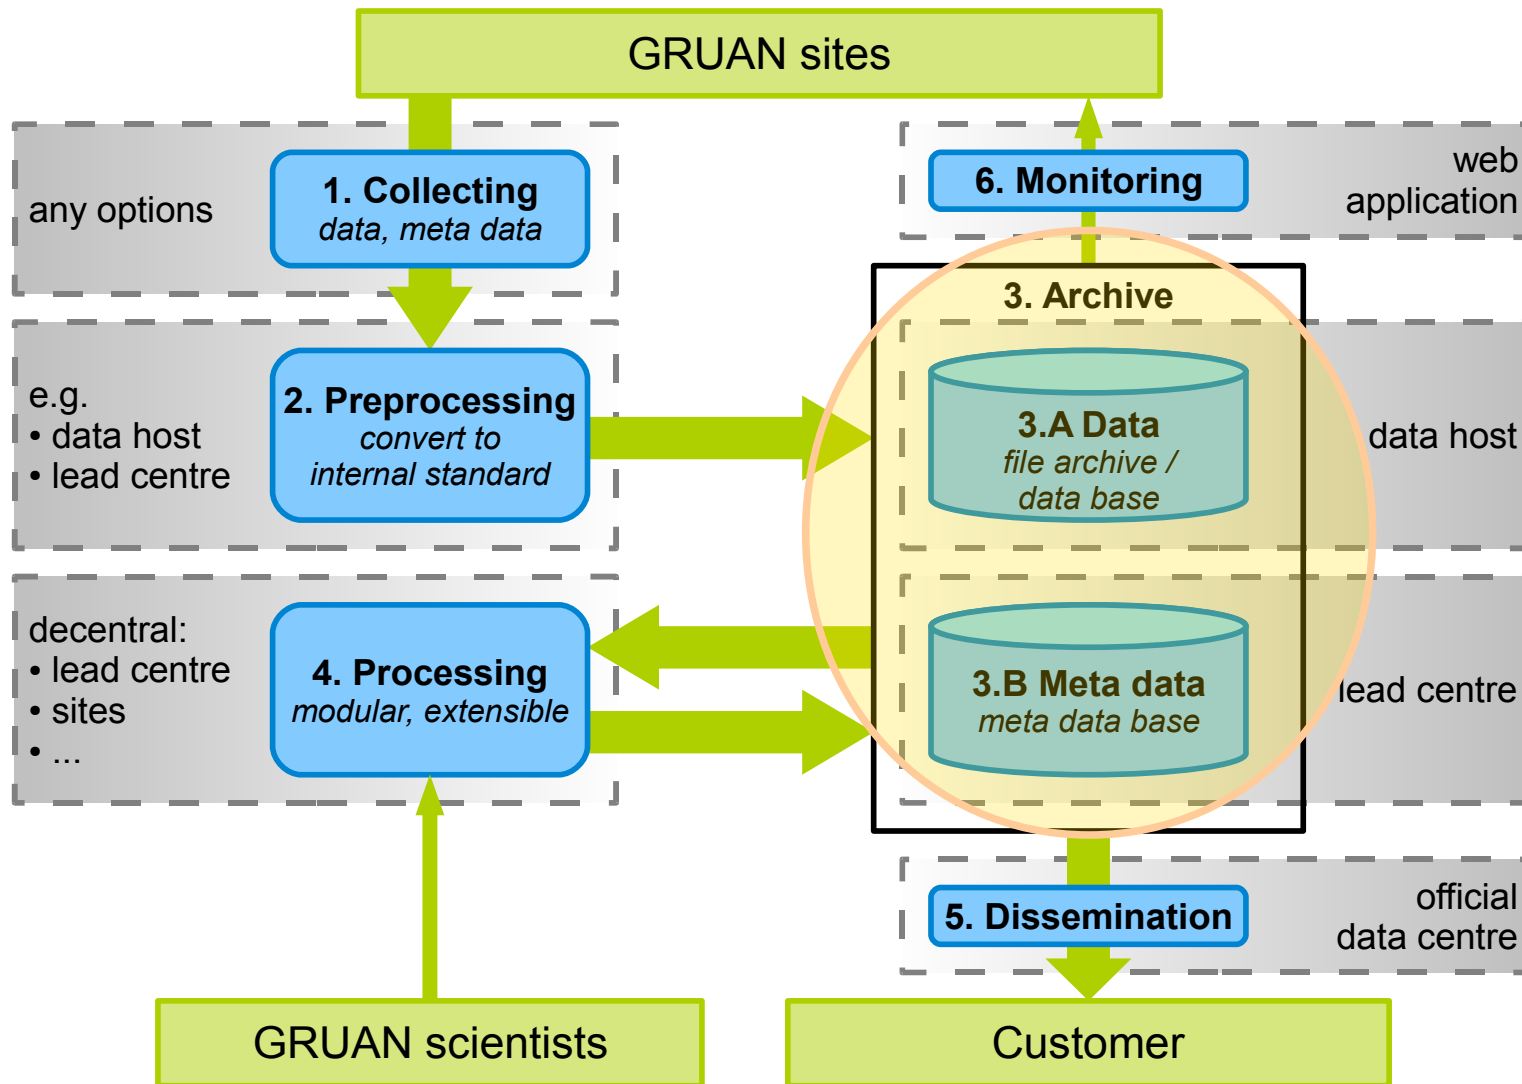 GRUAN sites
any options
1. Collecting
data, meta data
6. Monitoring
web
application
3. Archive
e.g.
• data host
• lead centre
2. Preprocessing
convert to
internal standard
3.A Data
file archive /
data base
data host
decentral:
• lead centre
• sites
• ...
4. Processing
modular, extensible
3.B Meta data
meta data base
lead centre
5. Dissemination
official
data centre
GRUAN scientists
Customer